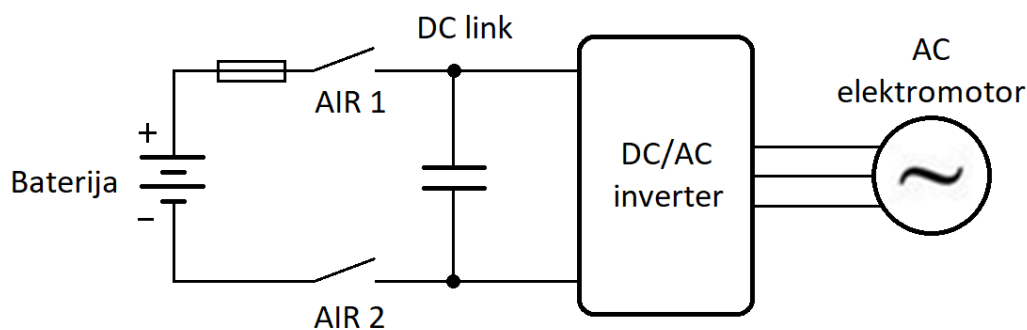 DC link
AC
elektromotor
AIR 1
+
Baterija
–
DC/AC
inverter
~
AIR 2